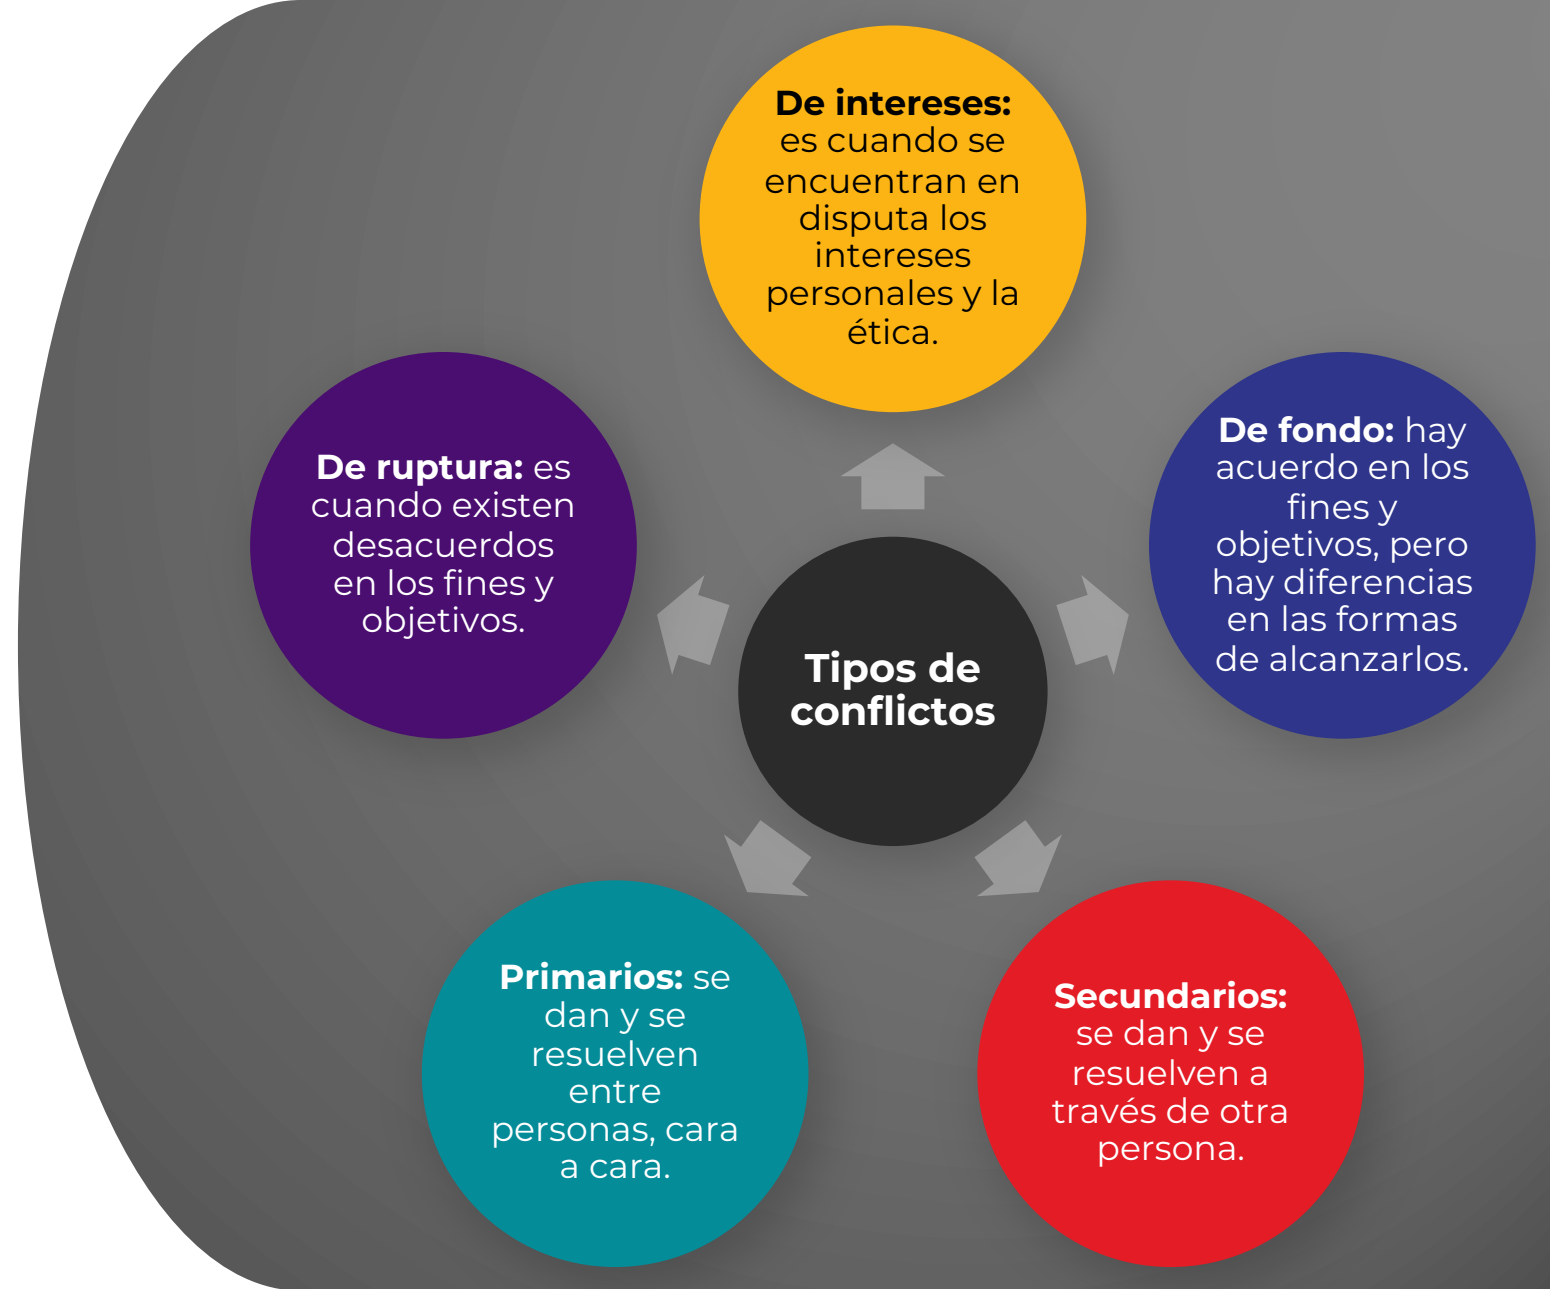 De intereses:
es cuando se
encuentran en
disputa los
intereses
personales y la
ética.
De fondo: hay
acuerdo en los
fines y
objetivos, pero
hay diferencias
en las formas
de alcanzarlos.
De ruptura: es
cuando existen
desacuerdos
en los fines y
objetivos.
Tipos de
conflictos
Primarios: se
dan y se
resuelven
entre
personas, cara
a cara.
Secundarios:
se dan y se
resuelven a
través de otra
persona.